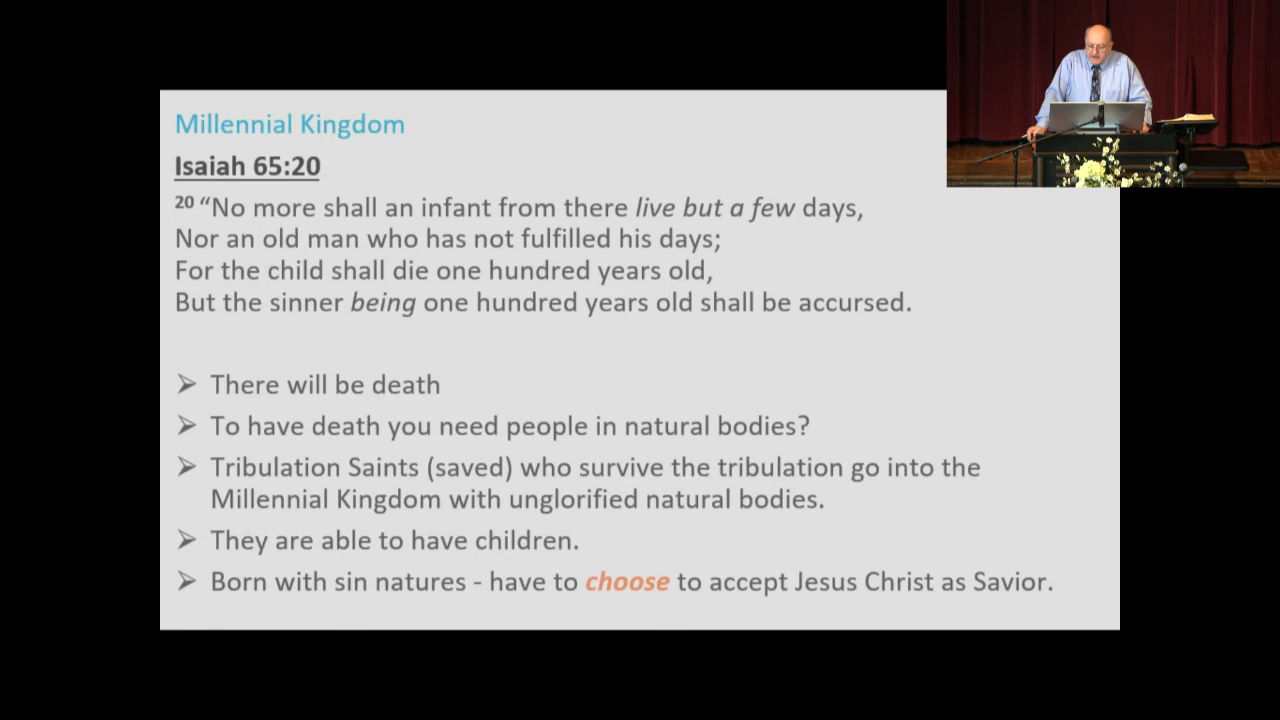 Millennial Kingdom
Isaiah 65:20
20 “No more shall an infant from there live but a few days,
Nor an old man who has not fulfilled his days;
For the child shall die one hundred years old,
But the sinner being one hundred years old shall be accursed.
➢ There will be death
➢ To have death you need people in natural bodies?
➢ Tribulation Saints (saved) who survive the tribulation go into the
Millennial Kingdom with unglorified natural bodies.
➢ They are able to have children.
➢ Born with sin natures - have to choose to accept Jesus Christ as Savior.